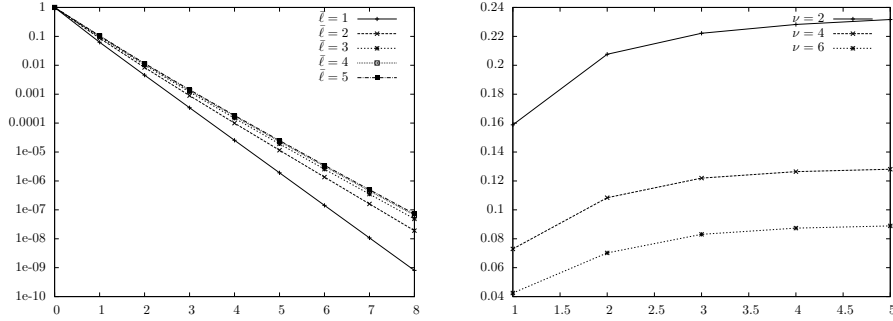 1
0.1
0.01
0.001
0.0001
1e-05
1e-06
1e-07
1e-08
1e-09
1e-10
0 1 2 3 4 5 6 7 8
ℓ̄ = 1
ℓ̄ = 2
ℓ̄ = 3
ℓ̄ = 4
ℓ̄ = 5
0.24
0.22
0.2
0.18
0.16
0.14
0.12
0.1
0.08
0.06
0.04
1 1.5 2 2.5 3 3.5 4 4.5 5
ν = 2
ν = 4
ν = 6